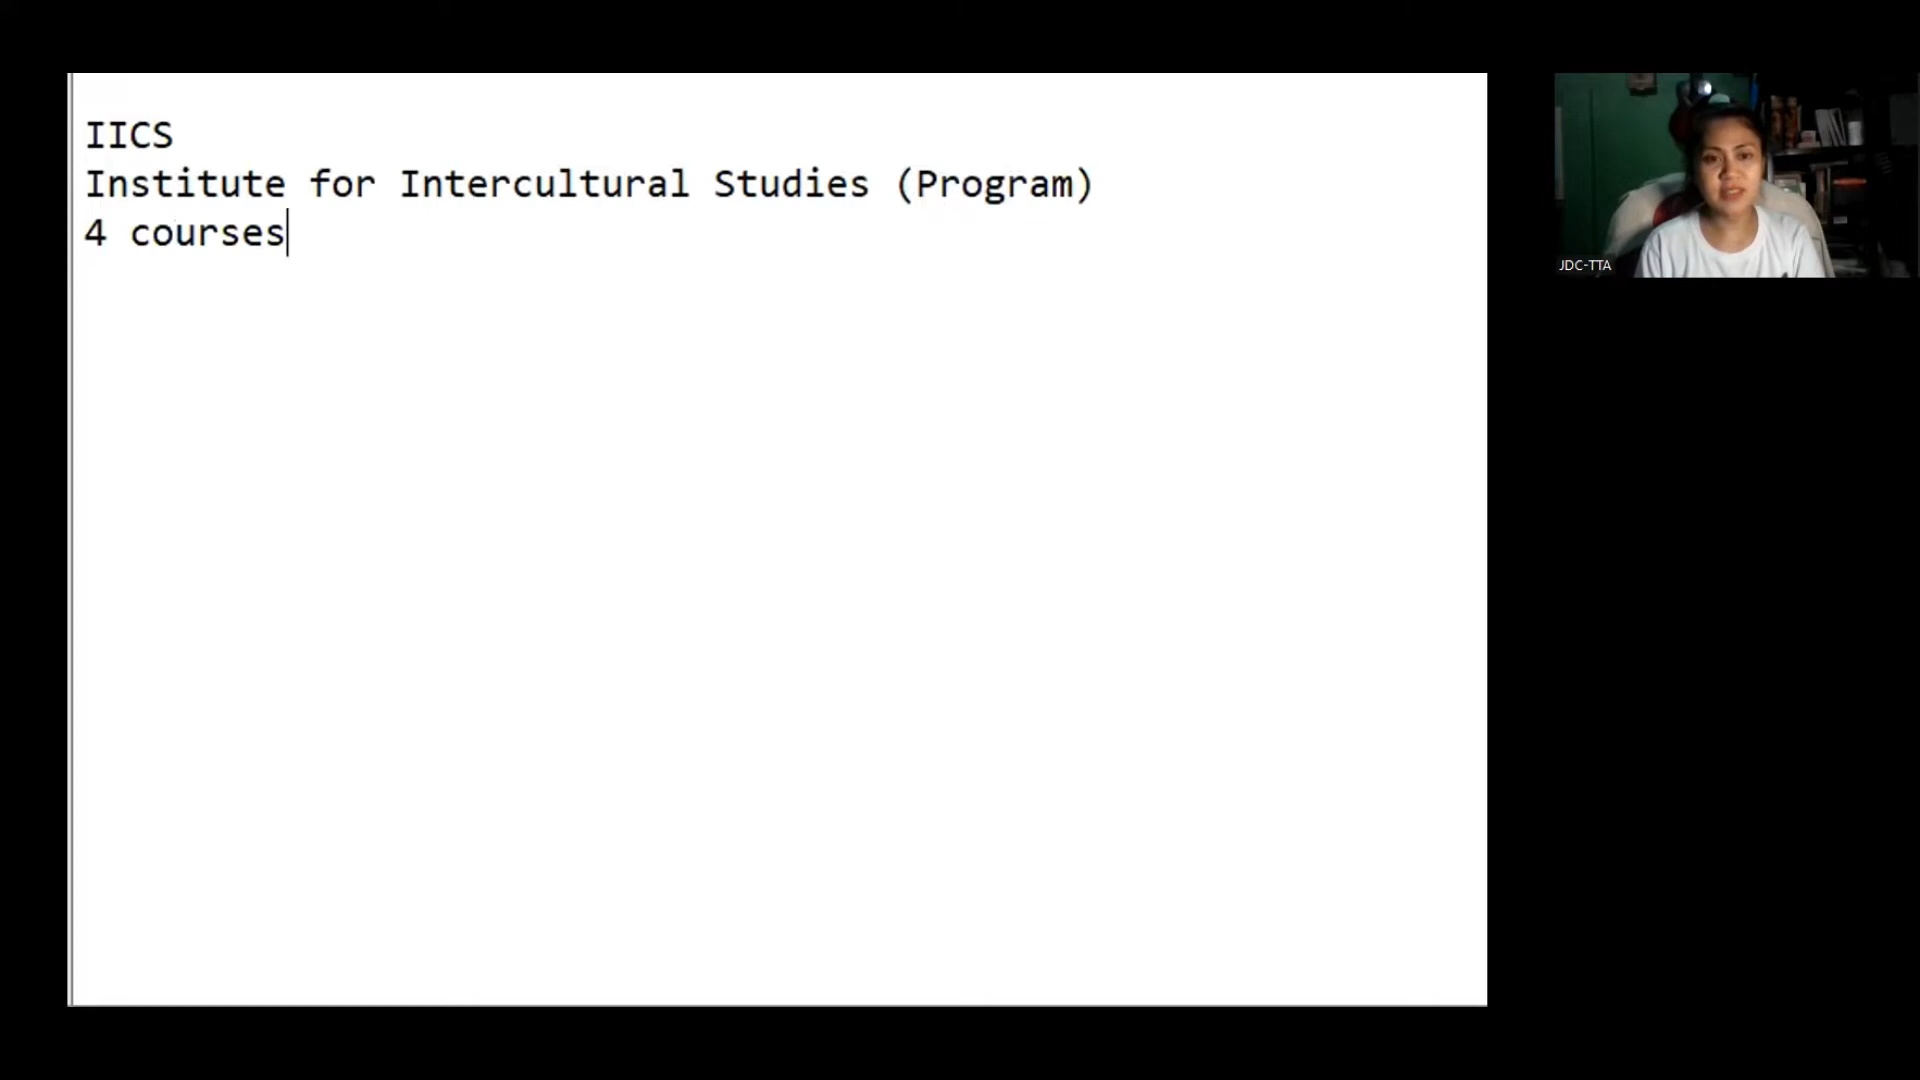 IICS
Institute for Intercultural Studies (Program)
4 courses
JDC-TTA